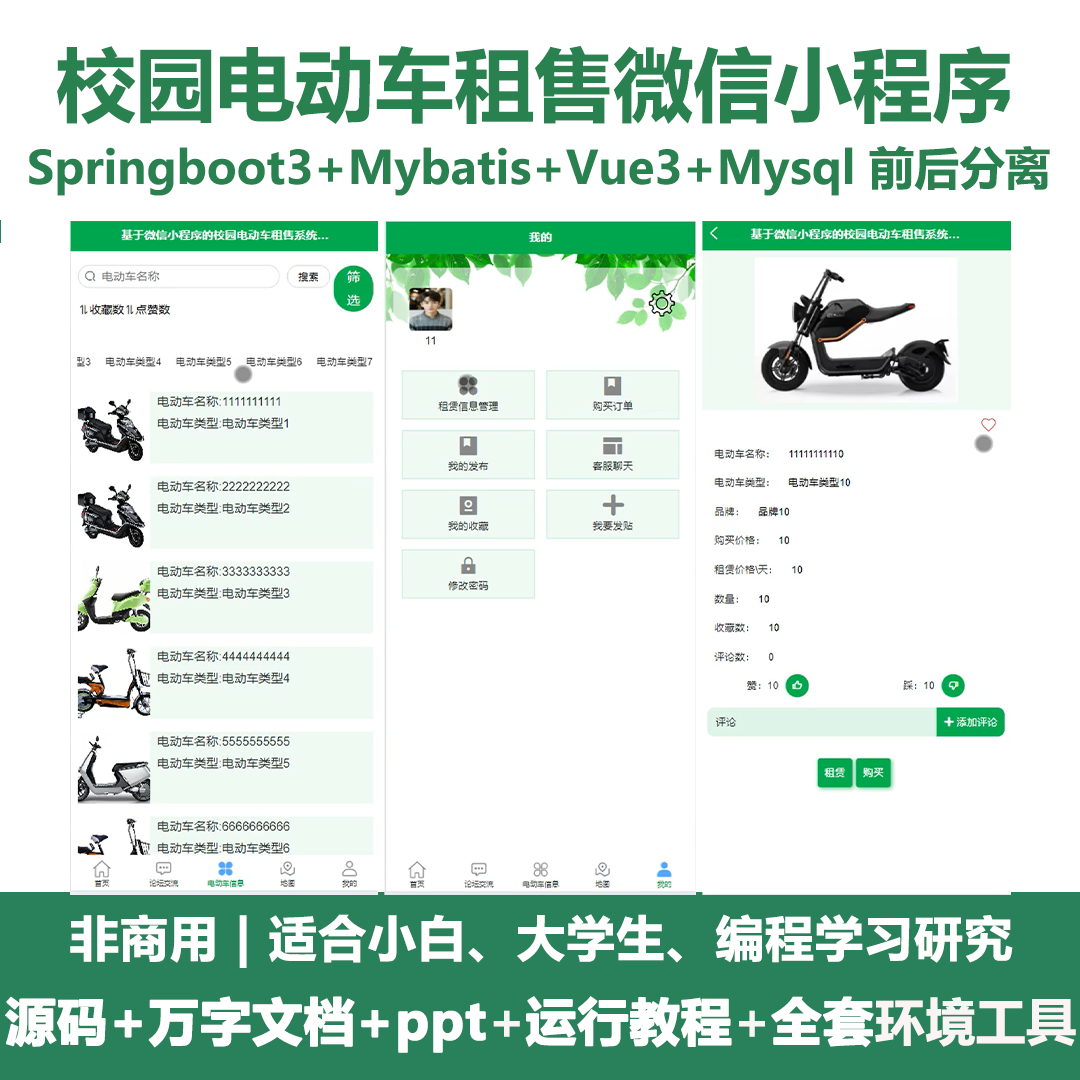 校园电动车租售微信小程序
Springboot3+Mybatis+Vue3+Mysql 前后分离
基于微信小程序的校园电动车租售系统...
电动车名称
搜索
筛选
⇅收藏数⇅点赞数
型3 电动车类型4 电动车类型5 电动车类型6 电动车类型7
电动车名称:1111111111
电动车类型:电动车类型1
电动车名称:2222222222
电动车类型:电动车类型2
电动车名称:3333333333
电动车类型:电动车类型3
电动车名称:4444444444
电动车类型:电动车类型4
电动车名称:5555555555
电动车类型:电动车类型5
电动车名称:6666666666
电动车类型:电动车类型6
首页 论坛交流 电动车信息 地图 我的
我的
11
租赁信息管理 购买订单
我的发布 客服聊天
我的收藏 我要发贴
修改密码
首页 论坛交流 电动车信息 地图 我的
基于微信小程序的校园电动车租售系统...
电动车名称: 11111111110
电动车类型: 电动车类型10
品牌: 品牌10
购买价格: 10
租赁价格\天: 10
数量: 10
收藏数: 10
评论数: 0
赞: 10 踩: 10
评论 +添加评论
租赁 购买
非商用 | 适合小白、大学生、编程学习研究
源码+万字文档+ppt+运行教程+全套环境工具